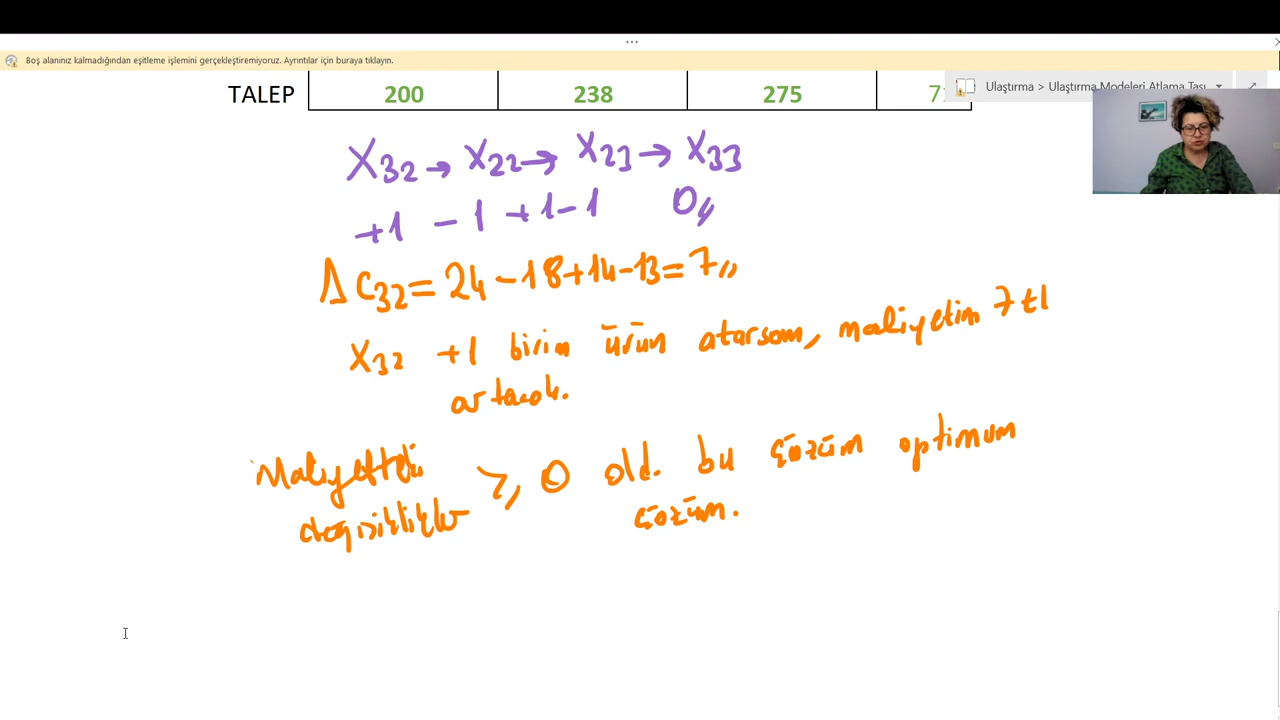 Boş alanınız kalmadığından eşitleme işlemini gerçekleştiremiyoruz. Ayrıntılar için buraya tıklayın.
Ulaştırma > Ulaştırma Modeleri Atlama Taşı
TALEP 200 238 275
X32 → X22 → X23 → X33
+1 -1 +1 -1 0,,
Δ C32 = 24 - 18 + 14 - 13 = 7,,
X32 +1 birim ürün atarsam, maliyetim 7 tl
artacak.
Maliyetteki ≥ 0 old. bu çözüm optimum
değişiklikler çözüm.